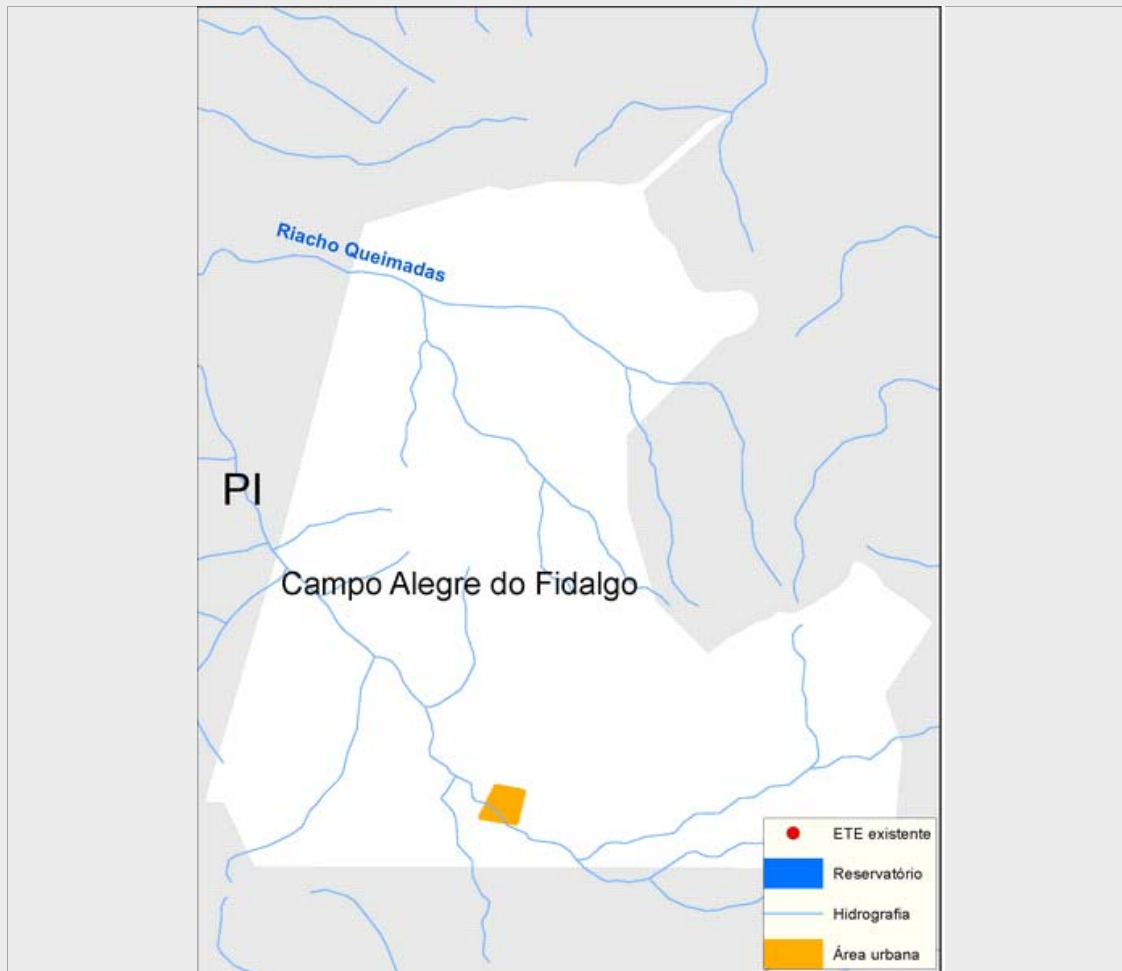 Riacho Queimadas
PI
Campo Alegre do Fidalgo
ETE existente
Reservatório
Hidrografia
Área urbana